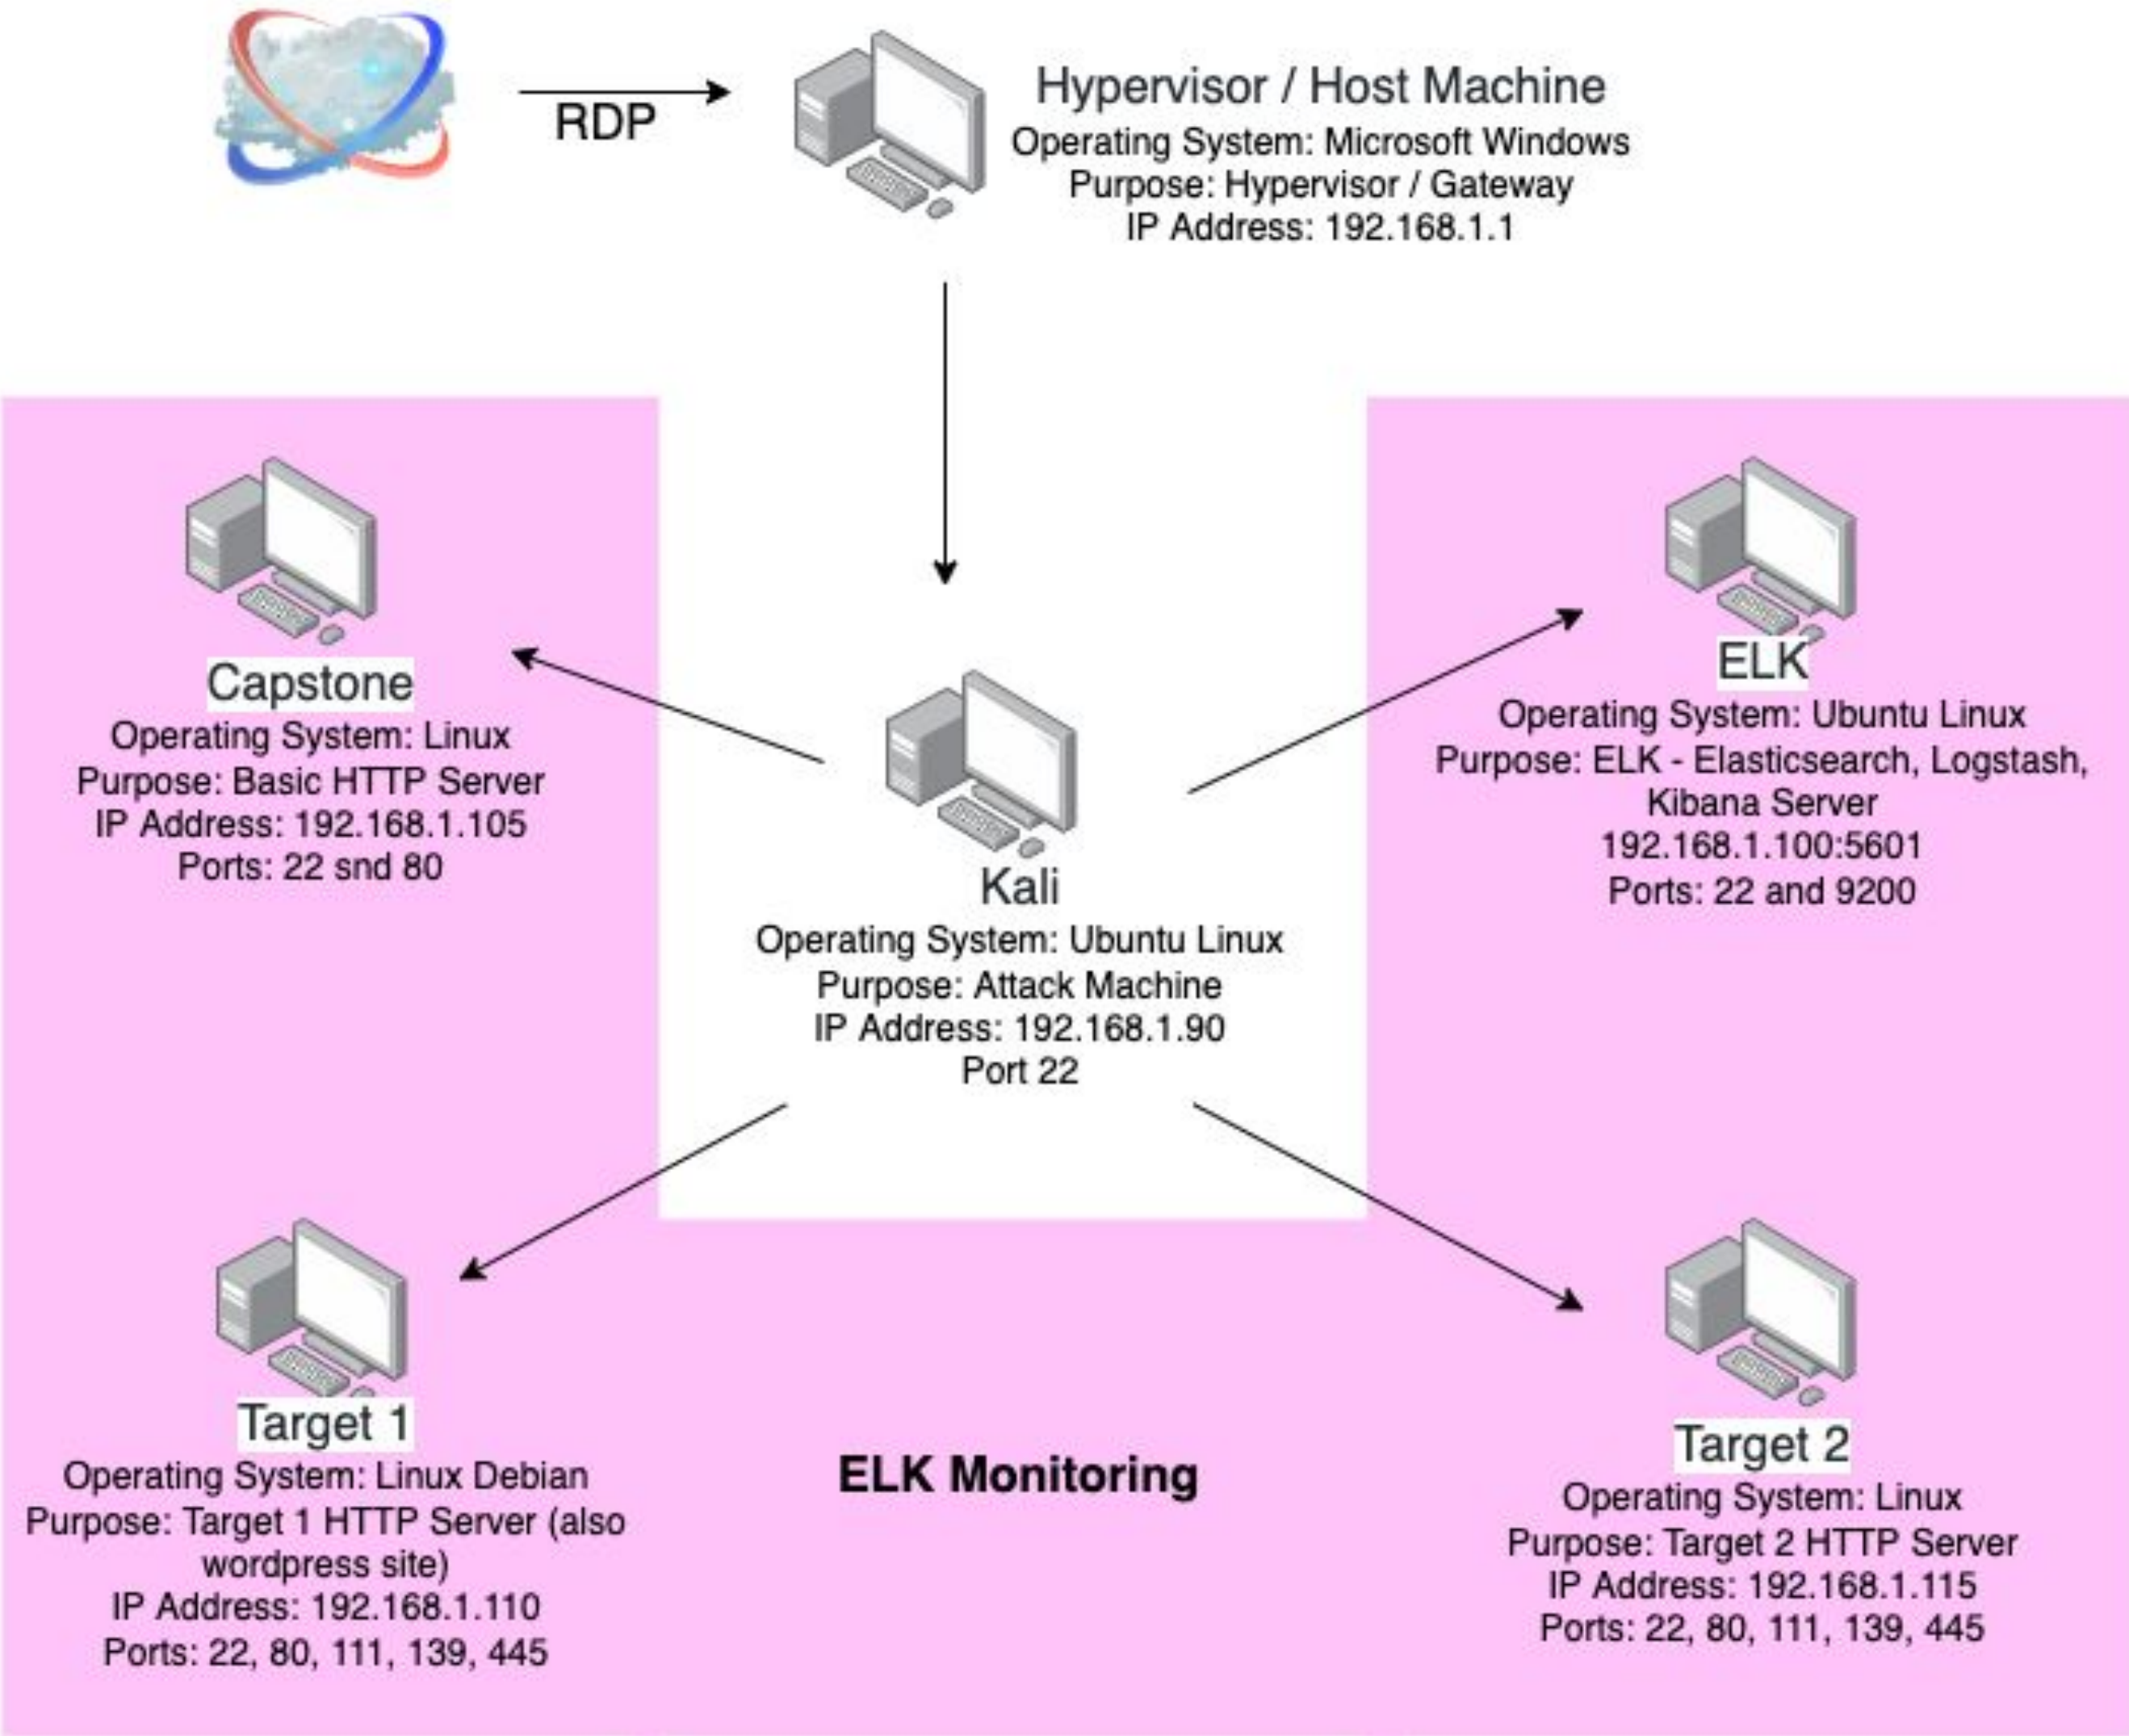 RDP
Hypervisor / Host Machine
Operating System: Microsoft Windows
Purpose: Hypervisor / Gateway
IP Address: 192.168.1.1
Capstone
Operating System: Linux
Purpose: Basic HTTP Server
IP Address: 192.168.1.105
Ports: 22 snd 80
ELK
Operating System: Ubuntu Linux
Purpose: ELK - Elasticsearch, Logstash,
Kibana Server
192.168.1.100:5601
Ports: 22 and 9200
Kali
Operating System: Ubuntu Linux
Purpose: Attack Machine
IP Address: 192.168.1.90
Port 22
Target 1
Operating System: Linux Debian
Purpose: Target 1 HTTP Server (also
wordpress site)
IP Address: 192.168.1.110
Ports: 22, 80, 111, 139, 445
ELK Monitoring
Target 2
Operating System: Linux
Purpose: Target 2 HTTP Server
IP Address: 192.168.1.115
Ports: 22, 80, 111, 139, 445